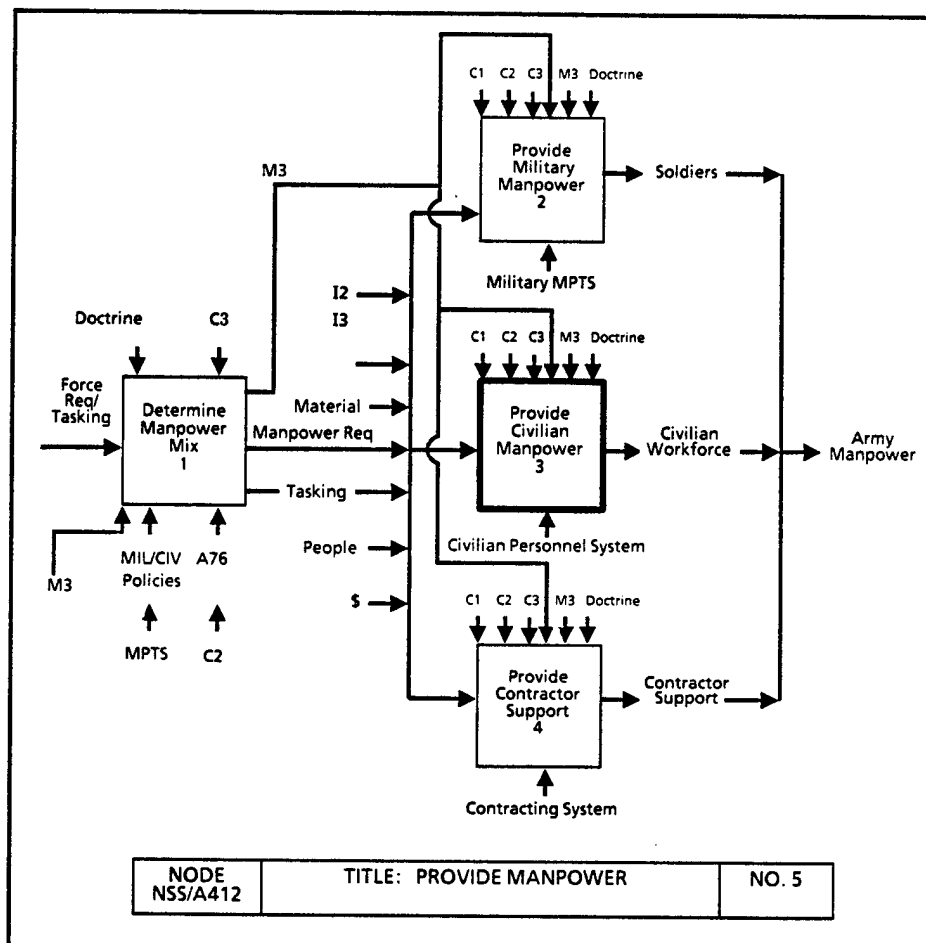 C1 C2 C3 M3 Doctrine
Provide
Military
Manpower
2
Soldiers
M3
Military MPTS
I2
I3
Doctrine C3
C1 C2 C3 M3 Doctrine
Force
Req/
Tasking
Determine
Manpower
Mix
1
Material
Manpower Req
Provide
Civilian
Manpower
3
Civilian
Workforce
Army
Manpower
Tasking
People
Civilian Personnel System
M3
MIL/CIV
Policies
A76
$
MPTS
C2
C1 C2 C3 M3 Doctrine
Provide
Contractor
Support
4
Contractor
Support
Contracting System
NODE
NSS/A412
TITLE: PROVIDE MANPOWER
NO. 5